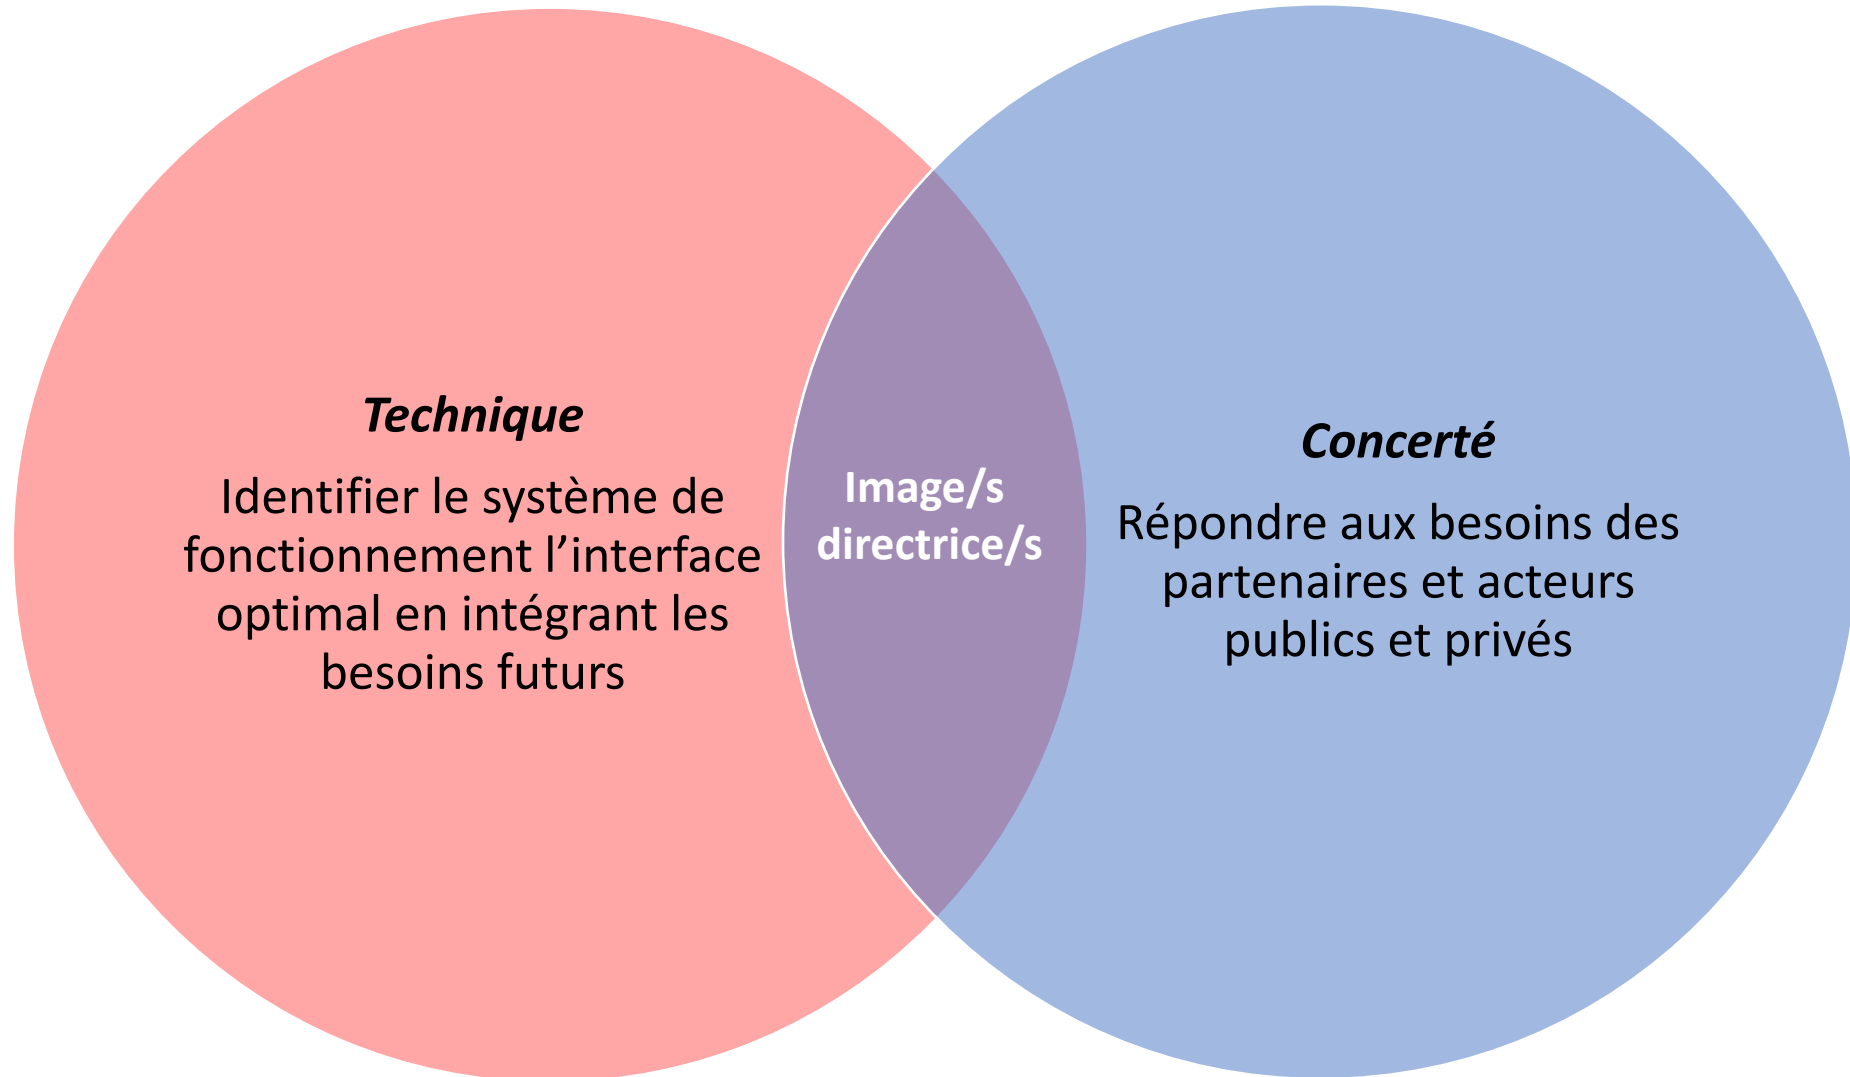 Technique
Identifier le système de
fonctionnement l’interface
optimal en intégrant les
besoins futurs
Image/s
directrice/s
Concerté
Répondre aux besoins des
partenaires et acteurs
publics et privés